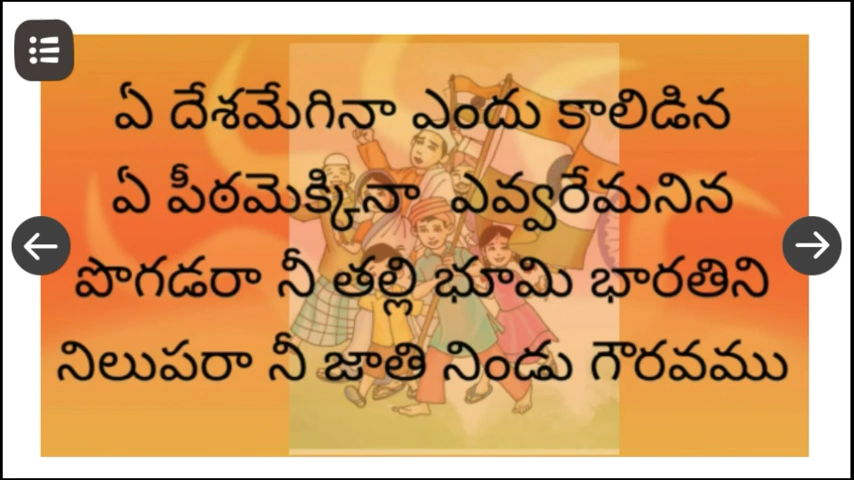 ఏ దేశమేగినా ఎందు కాలిడిన
ఏ పీఠమెక్కినా ఎవ్వరేమనిన
పొగడరా నీ తల్లి భూమి భారతిని
నిలుపరా నీ జాతి నిండు గౌరవము